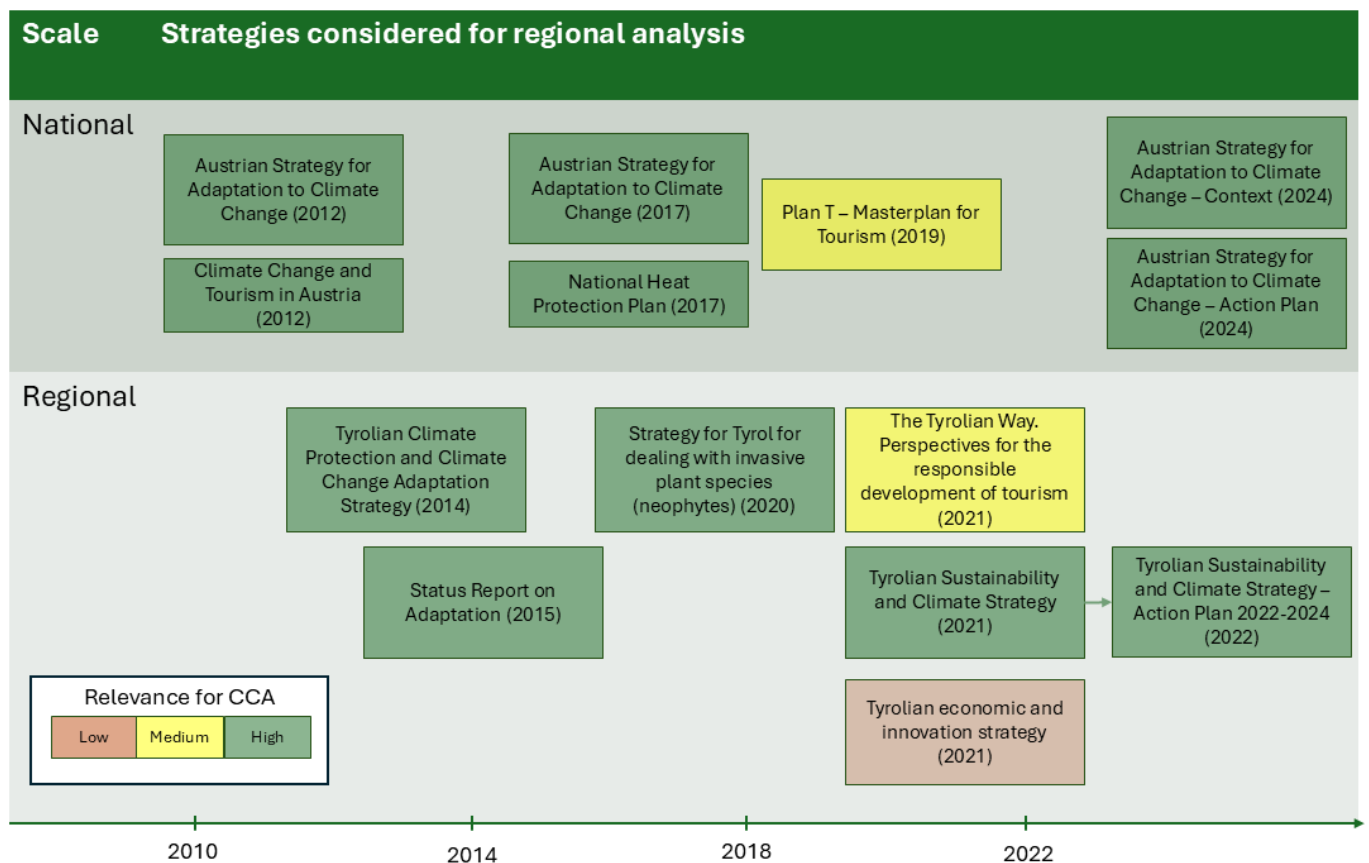 Scale
Strategies considered for regional analysis
National
Austrian Strategy for
Adaptation to Climate
Change (2012)
Climate Change and
Tourism in Austria
(2012)
Austrian Strategy for
Adaptation to Climate
Change (2017)
National Heat
Protection Plan (2017)
Plan T – Masterplan for
Tourism (2019)
Austrian Strategy for
Adaptation to Climate
Change – Context (2024)
Austrian Strategy for
Adaptation to Climate
Change – Action Plan
(2024)
Regional
Tyrolian Climate
Protection and Climate
Change Adaptation
Strategy (2014)
Status Report on
Adaptation (2015)
Strategy for Tyrol for
dealing with invasive
plant species
(neophytes) (2020)
The Tyrolian Way.
Perspectives for the
responsible
development of tourism
(2021)
Tyrolian Sustainability
and Climate Strategy
(2021)
Tyrolian Sustainability
and Climate Strategy –
Action Plan 2022-2024
(2022)
Tyrolian economic and
innovation strategy
(2021)
Relevance for CCA
Low
Medium
High
2010
2014
2018
2022